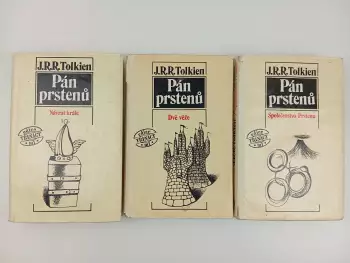 J.R.R.Tolkien
Pán
prstenů
Návrat krále
J.R.R.Tolkien
Pán
prstenů
Dvě věže
J.R.R.Tolkien
Pán
prstenů
Společenstvo Prstenu